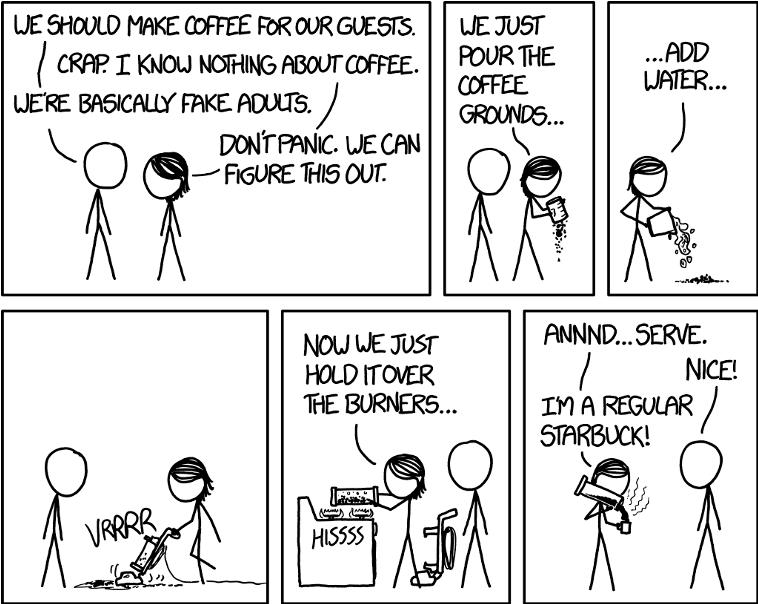 WE SHOULD MAKE COFFEE FOR OUR GUESTS.
CRAP. I KNOW NOTHING ABOUT COFFEE.
WE'RE BASICALLY FAKE ADULTS.
DON'T PANIC. WE CAN
FIGURE THIS OUT.
WE JUST
POUR THE
COFFEE
GROUNDS...
...ADD
WATER...
VRRRR
NOW WE JUST
HOLD IT OVER
THE BURNERS...
HISSSS
ANNND...SERVE.
NICE!
I'M A REGULAR
STARBUCK!